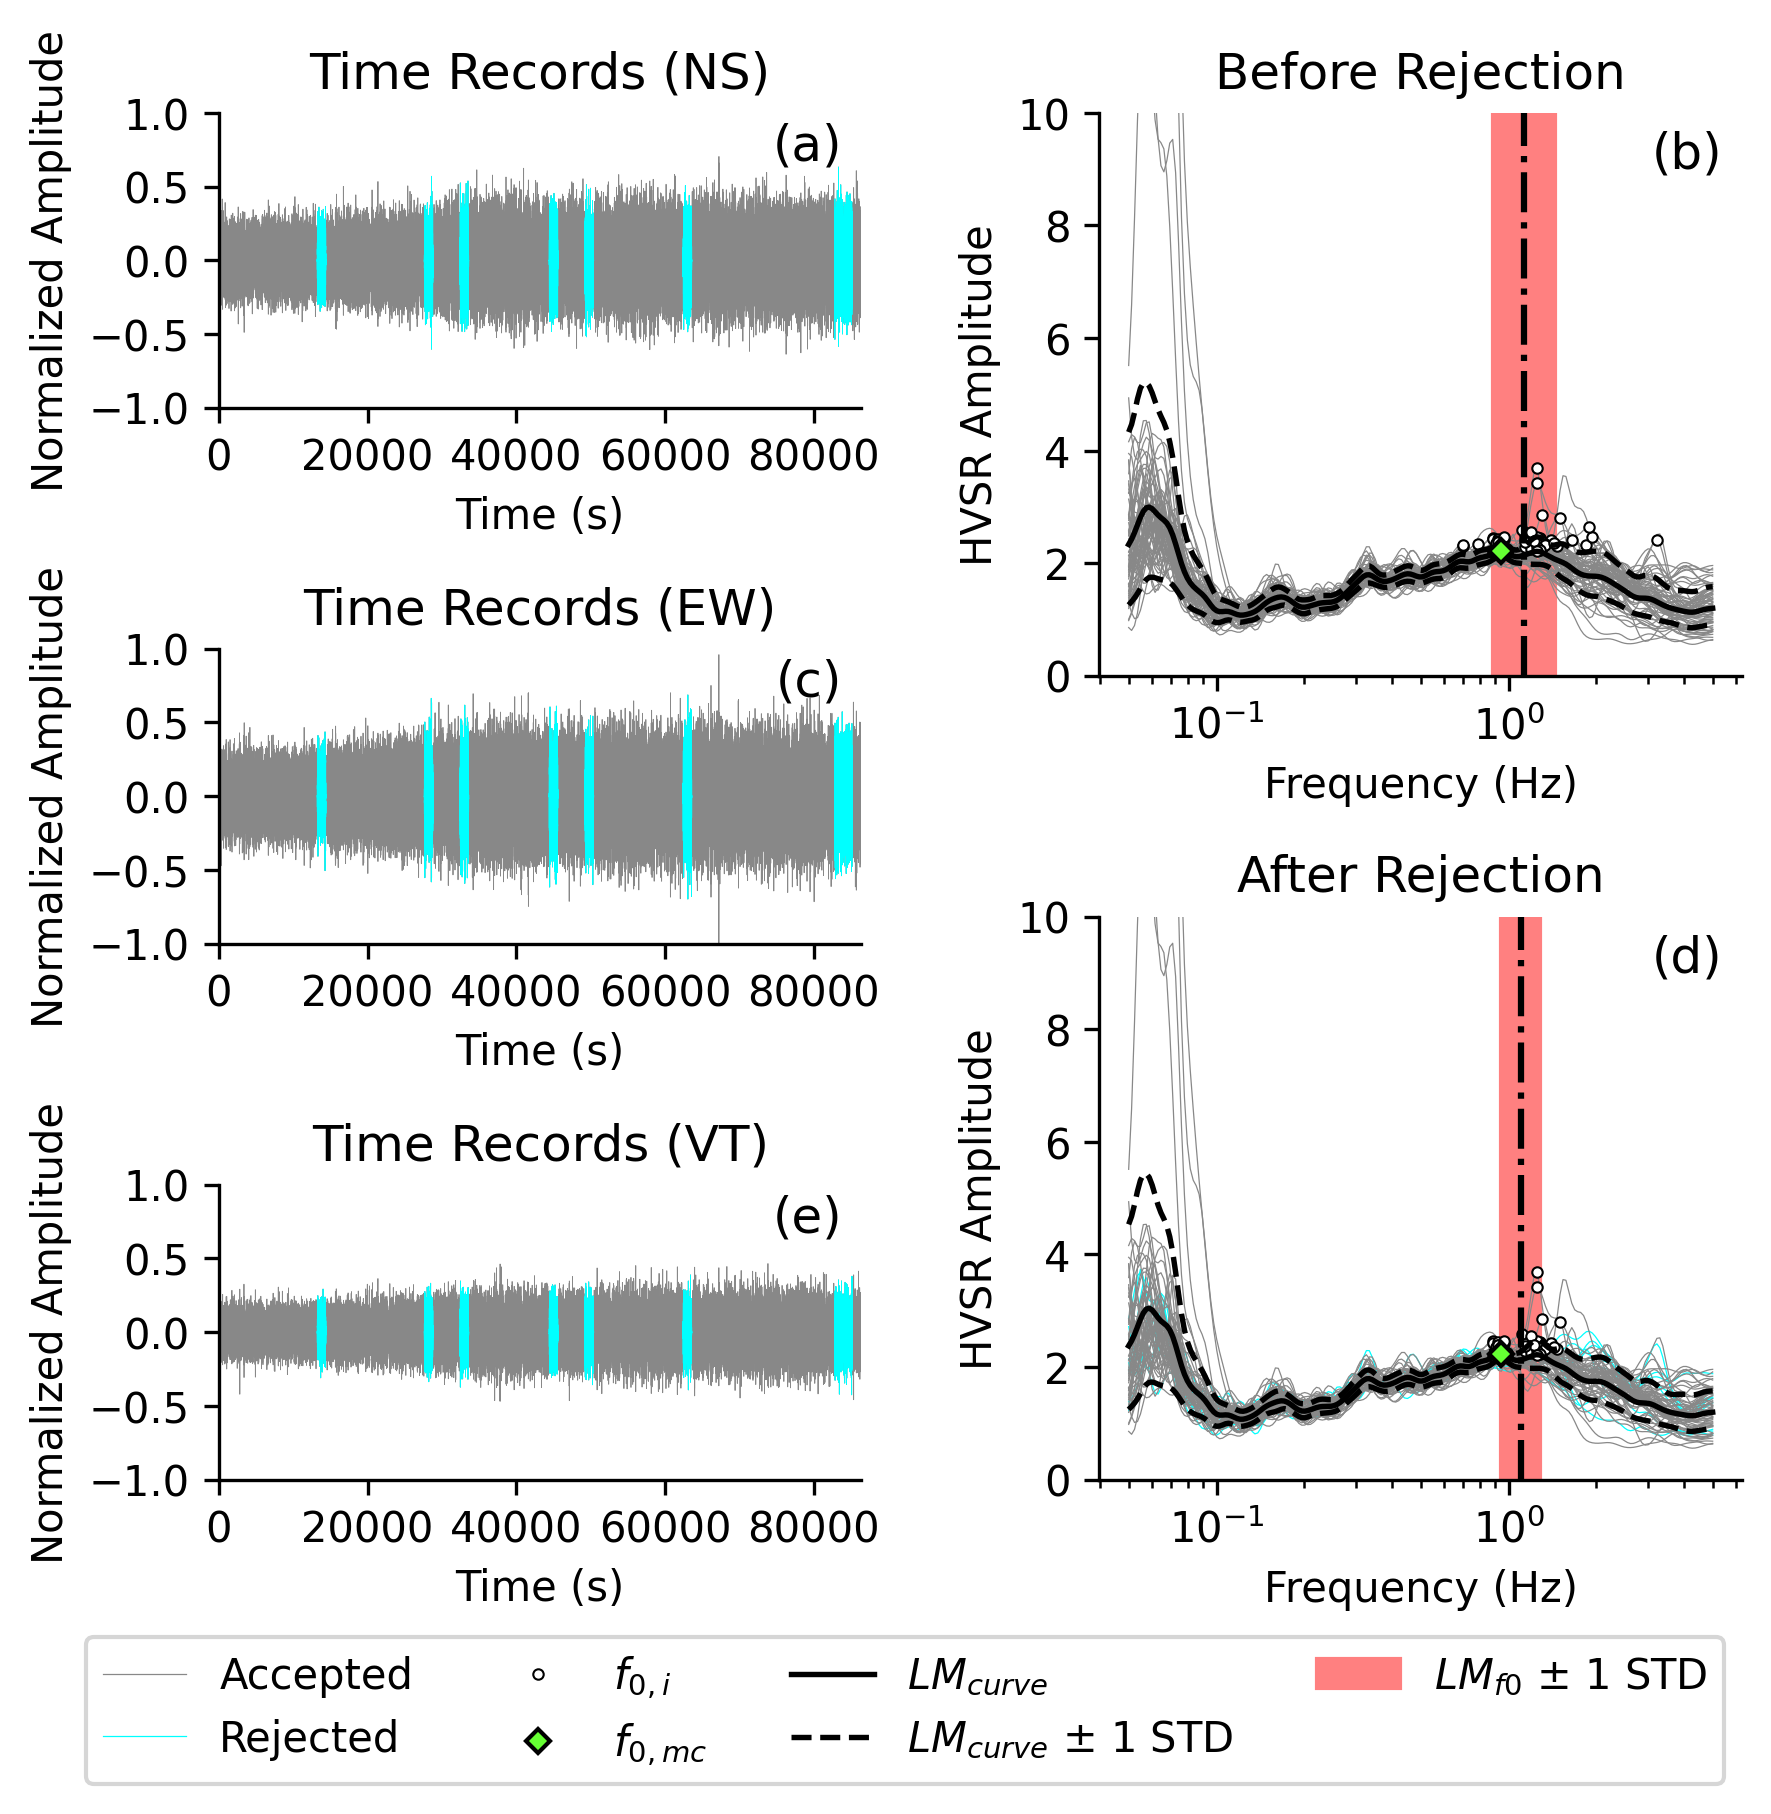 Time Records (NS)
Normalized Amplitude
1.0
0.5
0.0
−0.5
−1.0
(a)
0 20000 40000 60000 80000
Time (s)
Before Rejection
HVSR Amplitude
10
8
6
4
2
0
(b)
10⁻¹ 10⁰
Frequency (Hz)
Time Records (EW)
Normalized Amplitude
1.0
0.5
0.0
−0.5
−1.0
(c)
0 20000 40000 60000 80000
Time (s)
After Rejection
HVSR Amplitude
10
8
6
4
2
0
(d)
10⁻¹ 10⁰
Frequency (Hz)
Time Records (VT)
Normalized Amplitude
1.0
0.5
0.0
−0.5
−1.0
(e)
0 20000 40000 60000 80000
Time (s)
Accepted
Rejected
f0,i
f0,mc
LMcurve
LMcurve ± 1 STD
LMf0 ± 1 STD